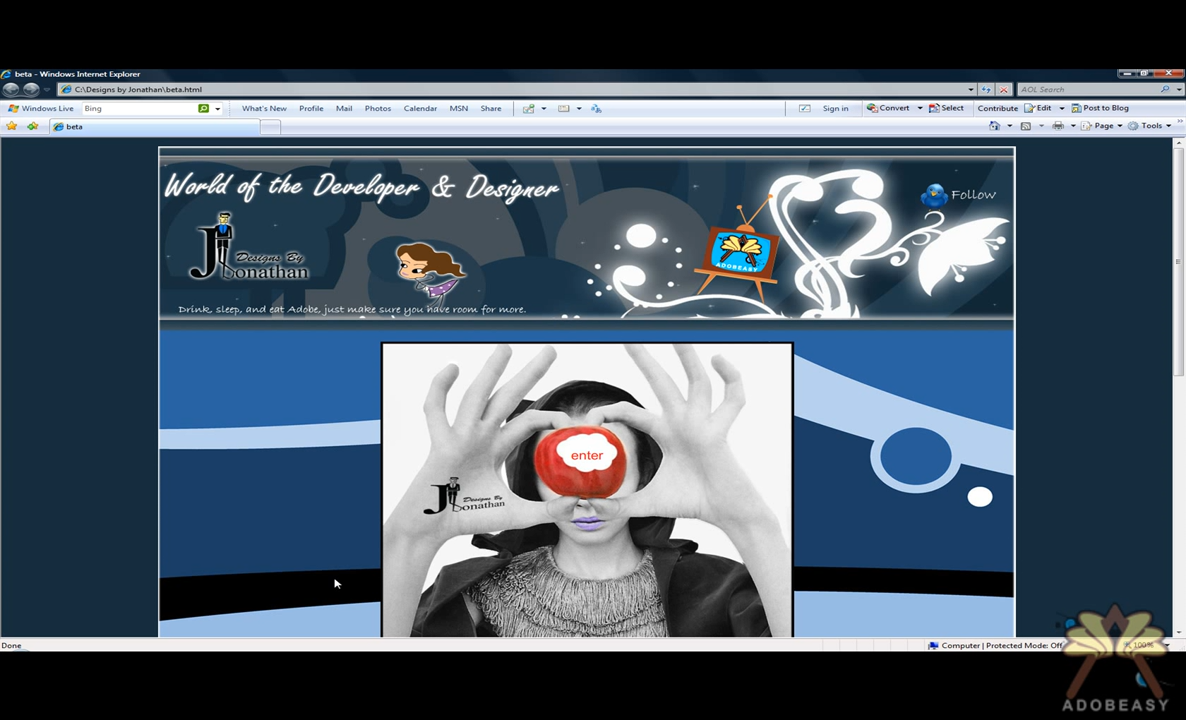 beta - Windows Internet Explorer
C:\Designs by Jonathan\beta.html
AOL Search
Windows Live
Bing
What's New
Profile
Mail
Photos
Calendar
MSN
Share
Sign in
Convert
Select
Contribute
Edit
Post to Blog
beta
Page
Tools
World of the Developer & Designer
Follow
Designs By
Jonathan
ADOBEASY
Drink, sleep, and eat Adobe, just make sure you have room for more.
enter
Designs By
Jonathan
Done
Computer | Protected Mode: Off
100%
ADOBEASY